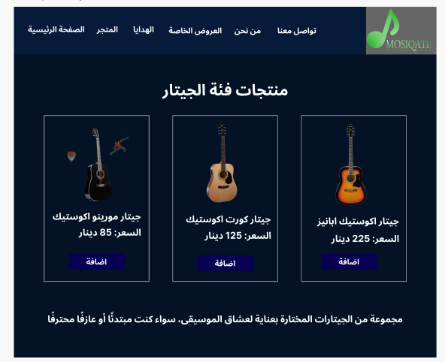 MOSIQATI
تواصل معنا
من نحن
العروض الخاصة
الهدايا
المتجر
الصفحة الرئيسية
منتجات فئة الجيتار
جيتار اكوستيك ابانيز
السعر: 225 دينار
اضافة
جيتار كورت اكوستيك
السعر: 125 دينار
اضافة
جيتار مورينو اكوستيك
السعر: 85 دينار
اضافة
مجموعة من الجيتارات المختارة بعناية لعشاق الموسيقى، سواء كنت مبتدئًا أو عازفًا محترفًا